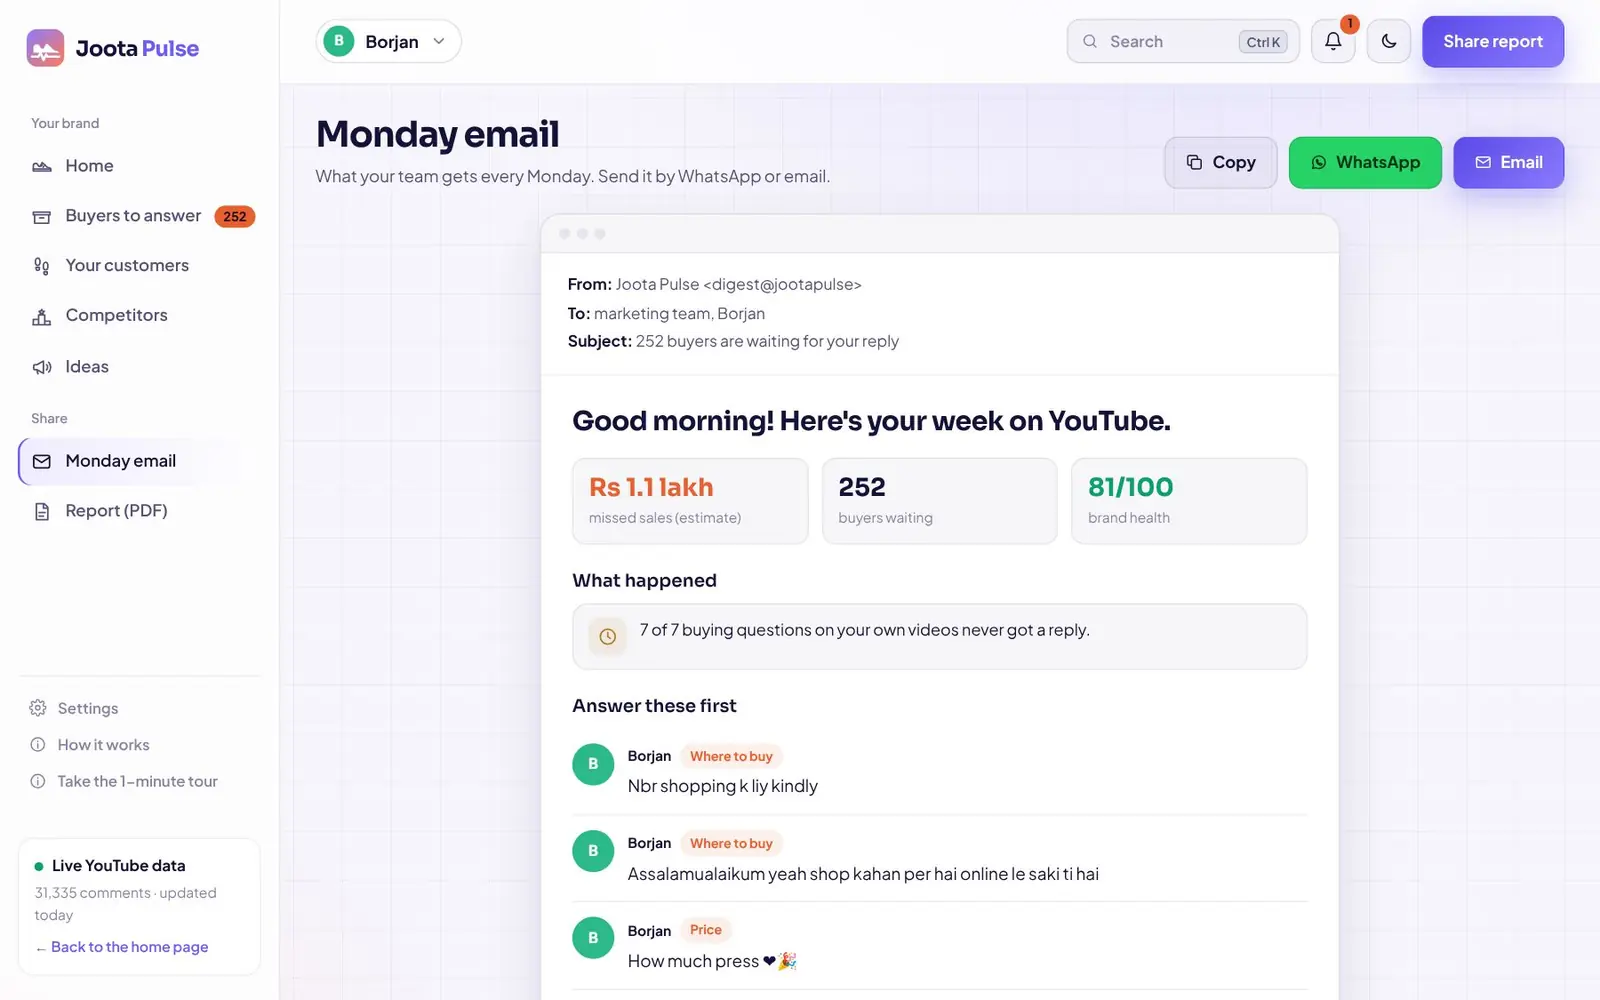 Joota Pulse
Your brand
Home
Buyers to answer 252
Your customers
Competitors
Ideas
Share
Monday email
Report (PDF)
Settings
How it works
Take the 1-minute tour
Live YouTube data
31,335 comments · updated
today
← Back to the home page
B Borjan
Search Ctrl K
1
Share report
Monday email
What your team gets every Monday. Send it by WhatsApp or email.
Copy
WhatsApp
Email
From: Joota Pulse <digest@jootapulse>
To: marketing team, Borjan
Subject: 252 buyers are waiting for your reply
Good morning! Here's your week on YouTube.
Rs 1.1 lakh
missed sales (estimate)
252
buyers waiting
81/100
brand health
What happened
7 of 7 buying questions on your own videos never got a reply.
Answer these first
B Borjan Where to buy
Nbr shopping k liy kindly
B Borjan Where to buy
Assalamualaikum yeah shop kahan per hai online le saki ti hai
B Borjan Price
How much press ❤🎉